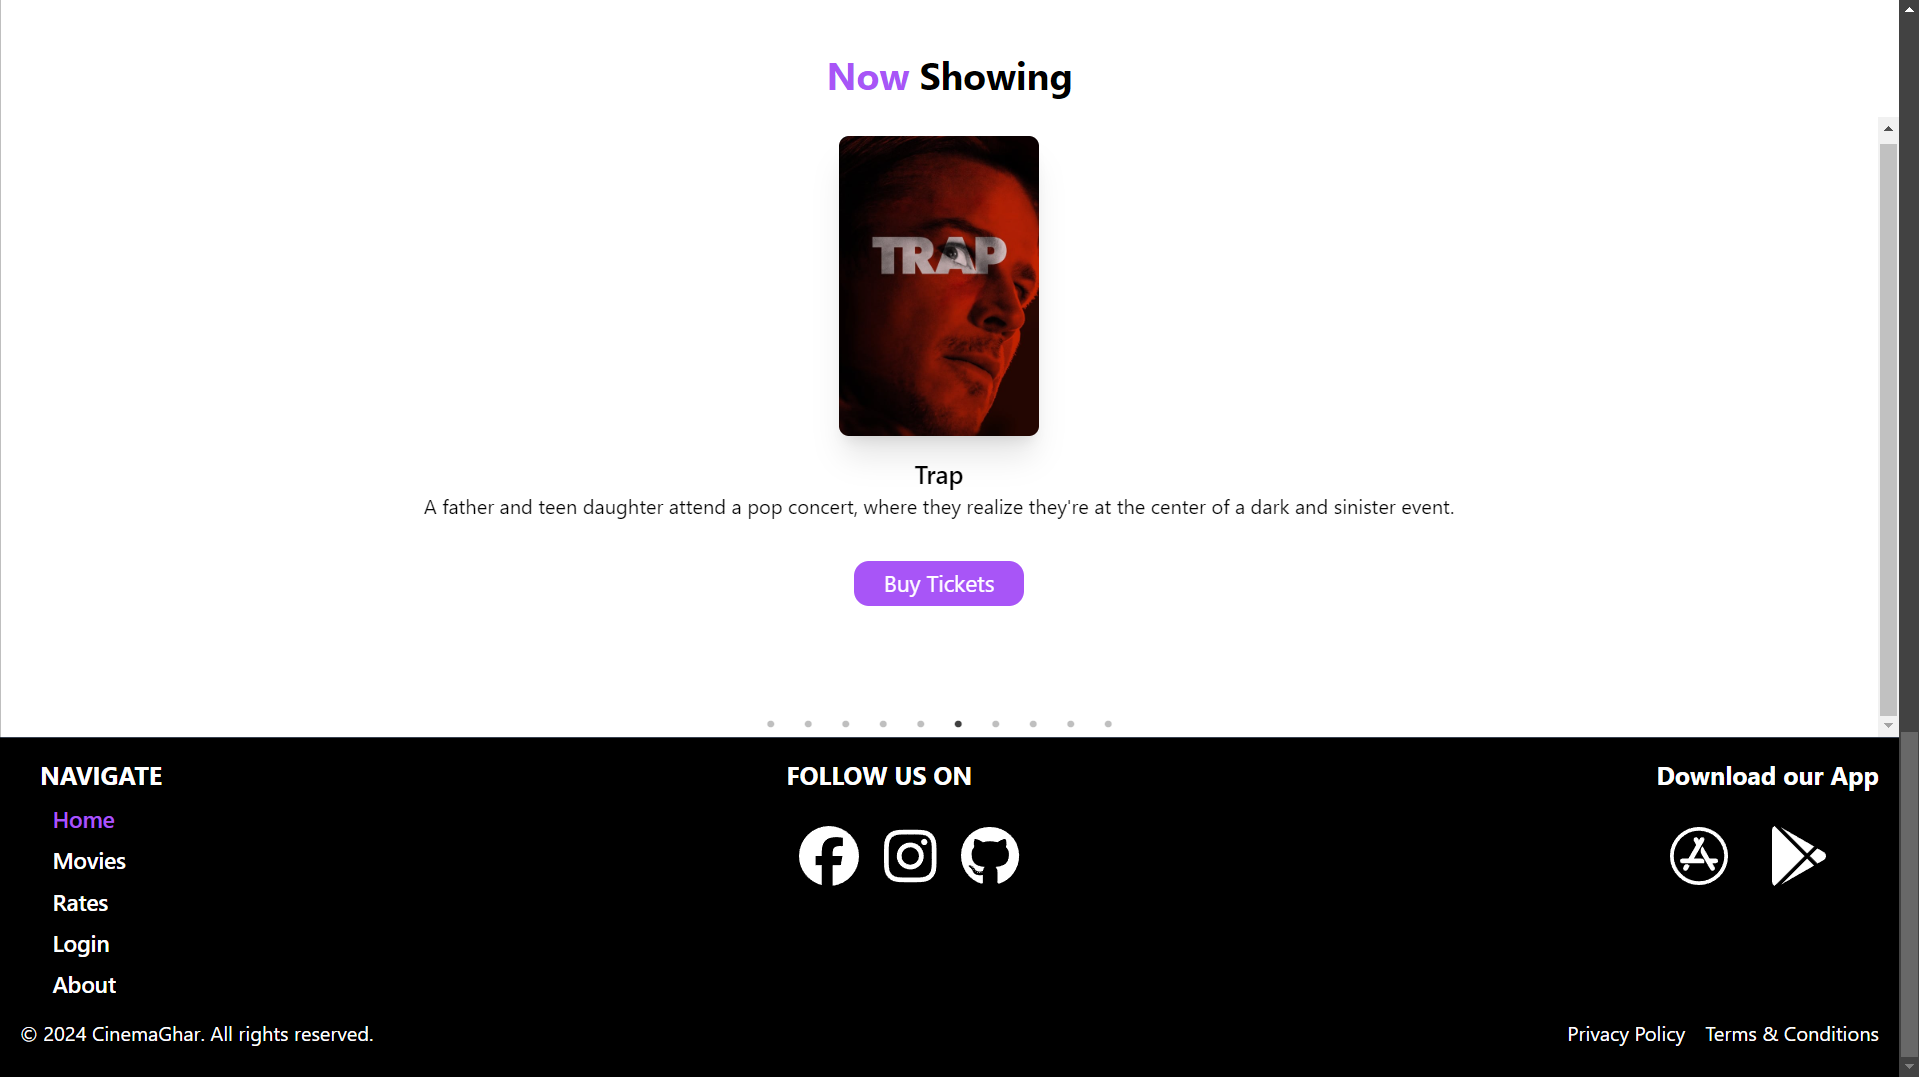 Now Showing
TRAP
Trap
A father and teen daughter attend a pop concert, where they realize they're at the center of a dark and sinister event.
Buy Tickets
NAVIGATE
Home
Movies
Rates
Login
About
FOLLOW US ON
Download our App
© 2024 CinemaGhar. All rights reserved.
Privacy Policy
Terms & Conditions